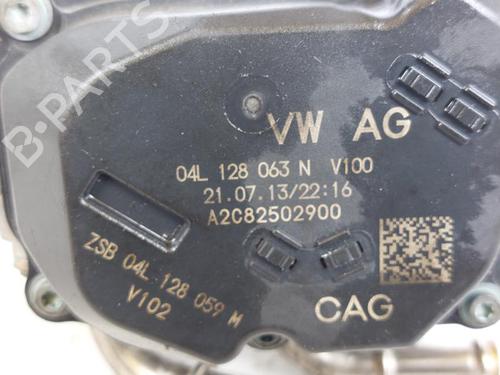 B-PARTS
VW AG
04L 128 063 N V100
21.07.13/22:16
A2C82502900
ZSB 04L 128 059 M
V102
CAG